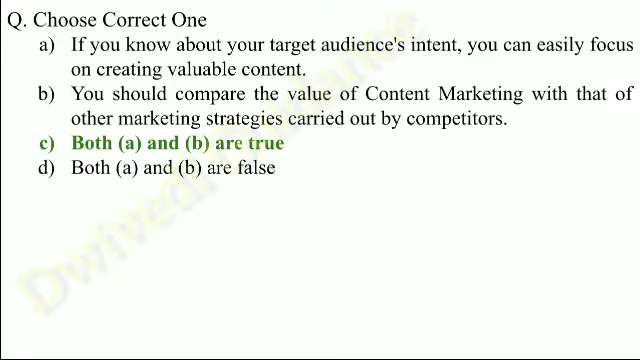 Q. Choose Correct One
a) If you know about your target audience's intent, you can easily focus
on creating valuable content.
b) You should compare the value of Content Marketing with that of
other marketing strategies carried out by competitors.
c) Both (a) and (b) are true
d) Both (a) and (b) are false
Dwivedi Guidance